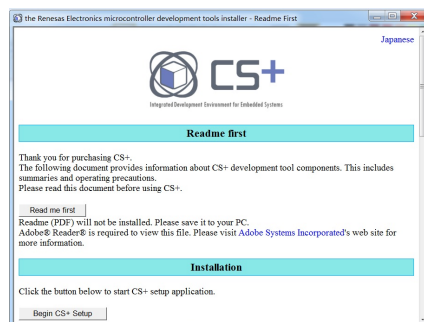 the Renesas Electronics microcontroller development tools installer - Readme First
Japanese
CS+
Integrated Development Environment for Embedded Systems
Readme first
Thank you for purchasing CS+.
The following document provides information about CS+ development tool components. This includes
summaries and operating precautions.
Please read this document before using CS+.
Read me first
Readme (PDF) will not be installed. Please save it to your PC.
Adobe® Reader® is required to view this file. Please visit Adobe Systems Incorporated's web site for
more information.
Installation
Click the button below to start CS+ setup application.
Begin CS+ Setup